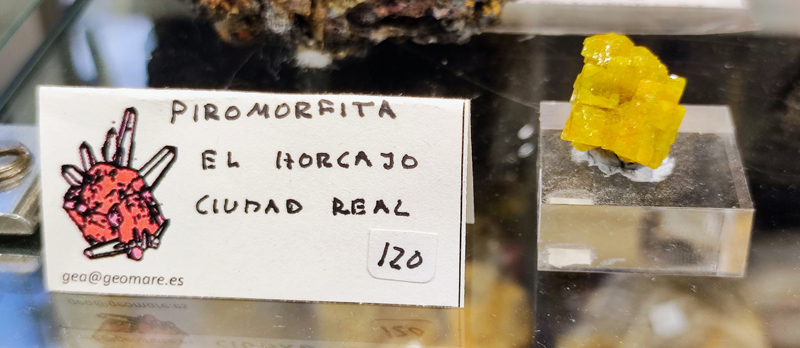 PIROMORFITA
EL HORCAJO
CIUDAD REAL
120
gea@geomare.es